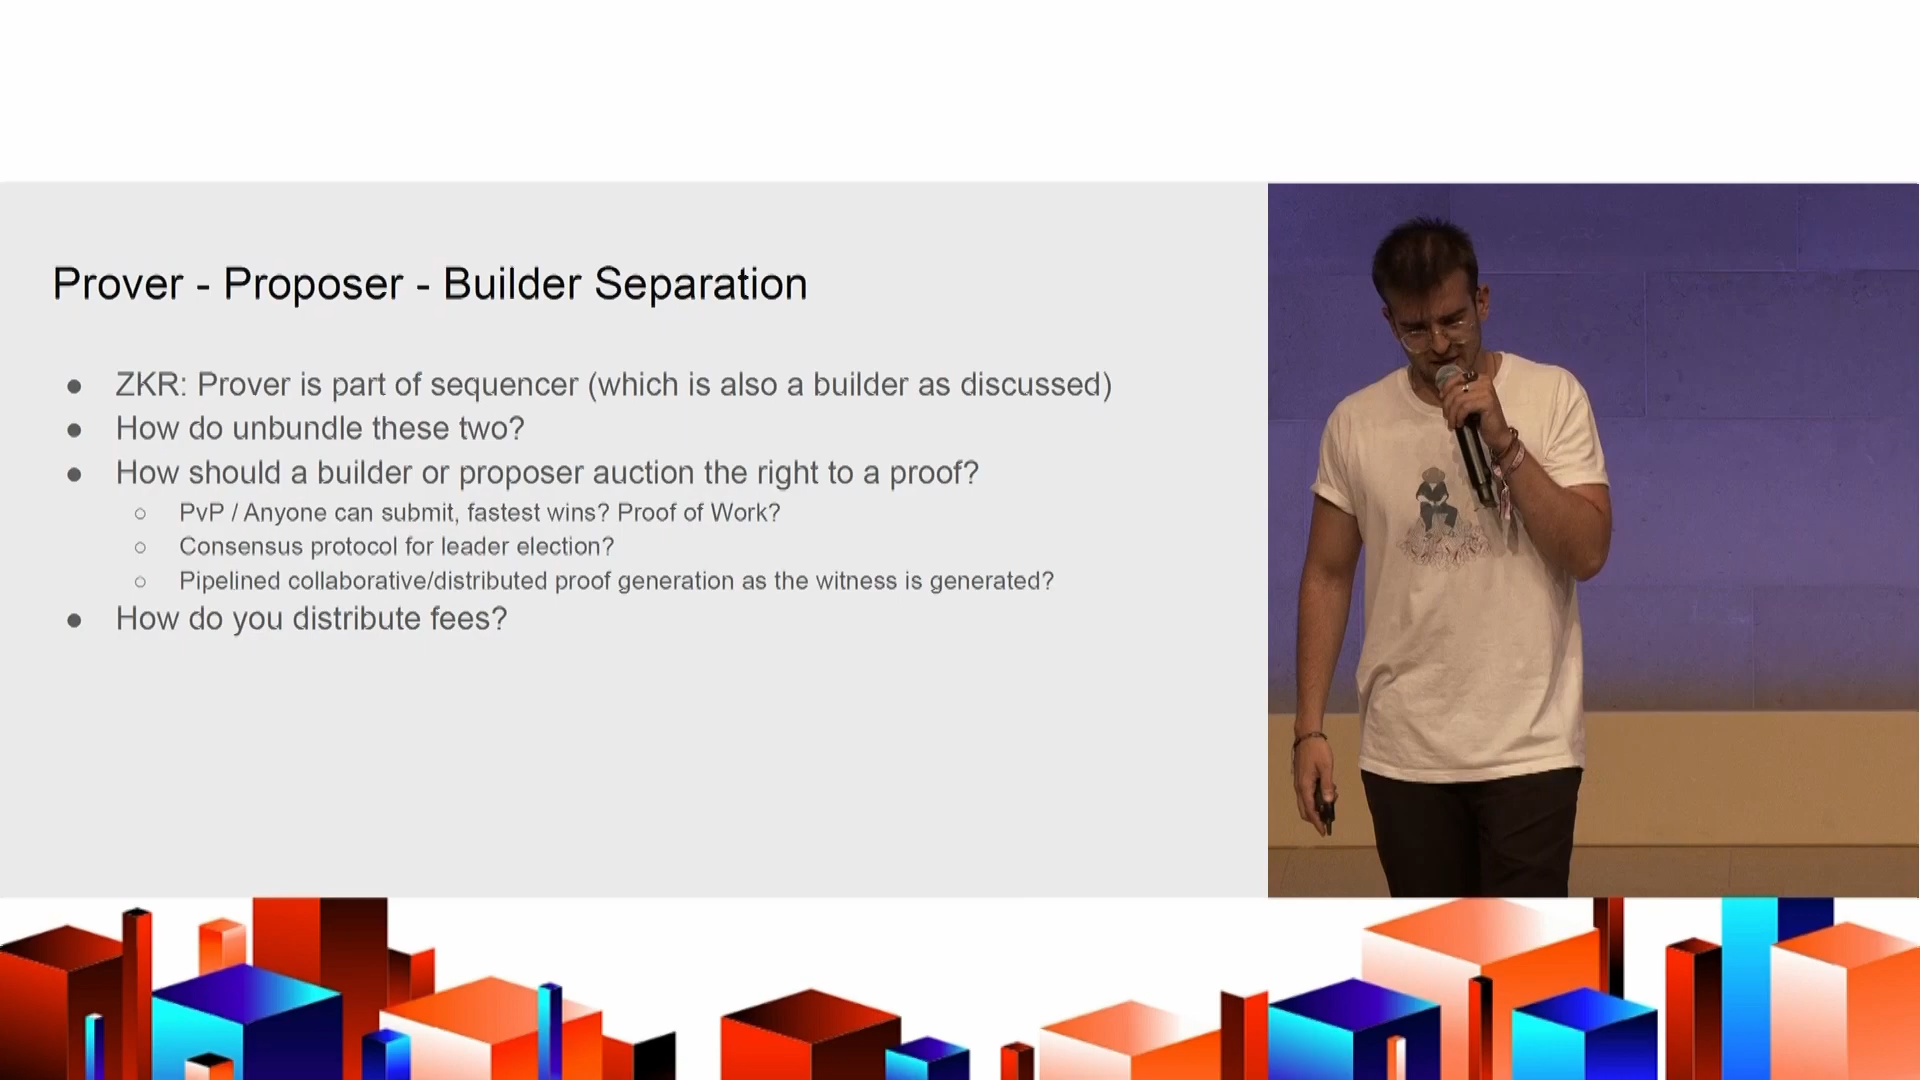 Prover - Proposer - Builder Separation
● ZKR: Prover is part of sequencer (which is also a builder as discussed)
● How do unbundle these two?
● How should a builder or proposer auction the right to a proof?
○ PvP / Anyone can submit, fastest wins? Proof of Work?
○ Consensus protocol for leader election?
○ Pipelined collaborative/distributed proof generation as the witness is generated?
● How do you distribute fees?